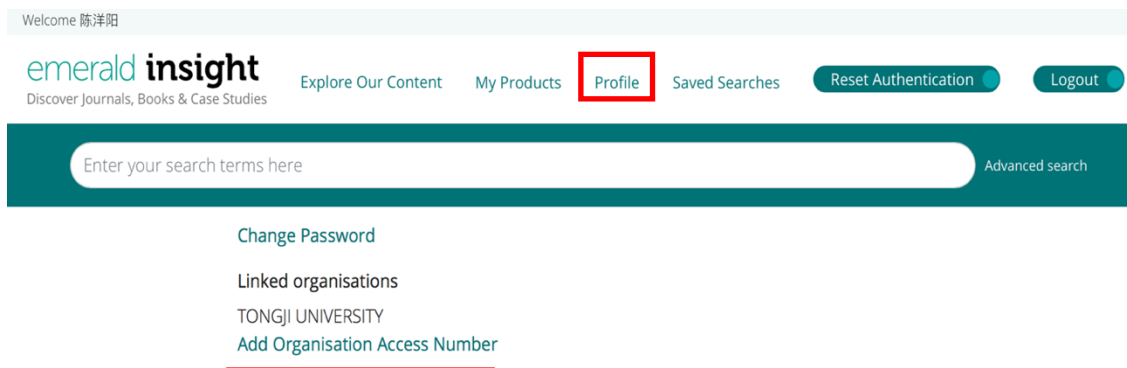 Welcome 陈洋阳
emerald insight
Discover Journals, Books & Case Studies
Explore Our Content My Products Profile Saved Searches Reset Authentication Logout
Enter your search terms here
Advanced search
Change Password
Linked organisations
TONGJI UNIVERSITY
Add Organisation Access Number